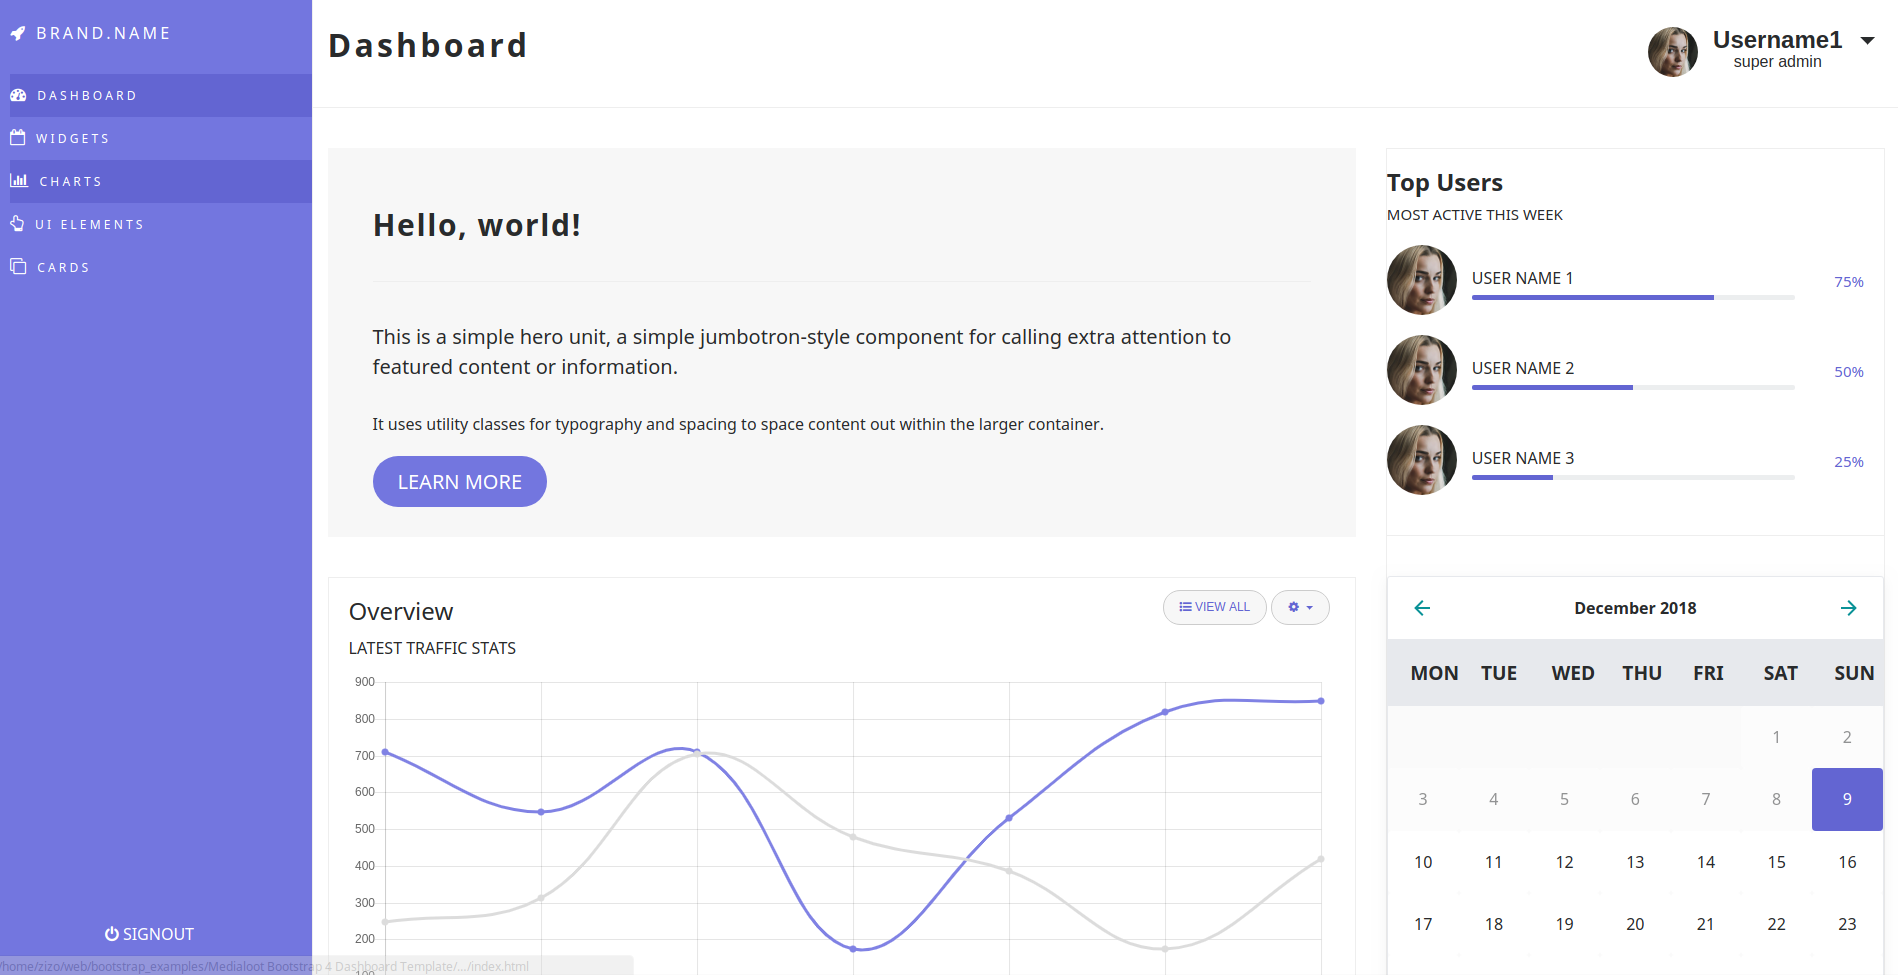 BRAND.NAME
DASHBOARD
WIDGETS
CHARTS
UI ELEMENTS
CARDS
SIGNOUT
/home/zizo/web/bootstrap_examples/Medialoot Bootstrap 4 Dashboard Template/.../index.html
Dashboard
Username1
super admin
Hello, world!
This is a simple hero unit, a simple jumbotron-style component for calling extra attention to
featured content or information.
It uses utility classes for typography and spacing to space content out within the larger container.
LEARN MORE
Top Users
MOST ACTIVE THIS WEEK
USER NAME 1 75%
USER NAME 2 50%
USER NAME 3 25%
Overview
VIEW ALL
LATEST TRAFFIC STATS
900
800
700
600
500
400
300
200
100
December 2018
MON TUE WED THU FRI SAT SUN
1 2
3 4 5 6 7 8 9
10 11 12 13 14 15 16
17 18 19 20 21 22 23